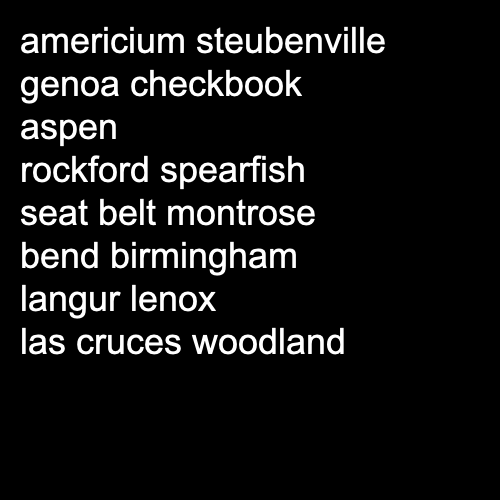 americium steubenville
genoa checkbook
aspen
rockford spearfish
seat belt montrose
bend birmingham
langur lenox
las cruces woodland